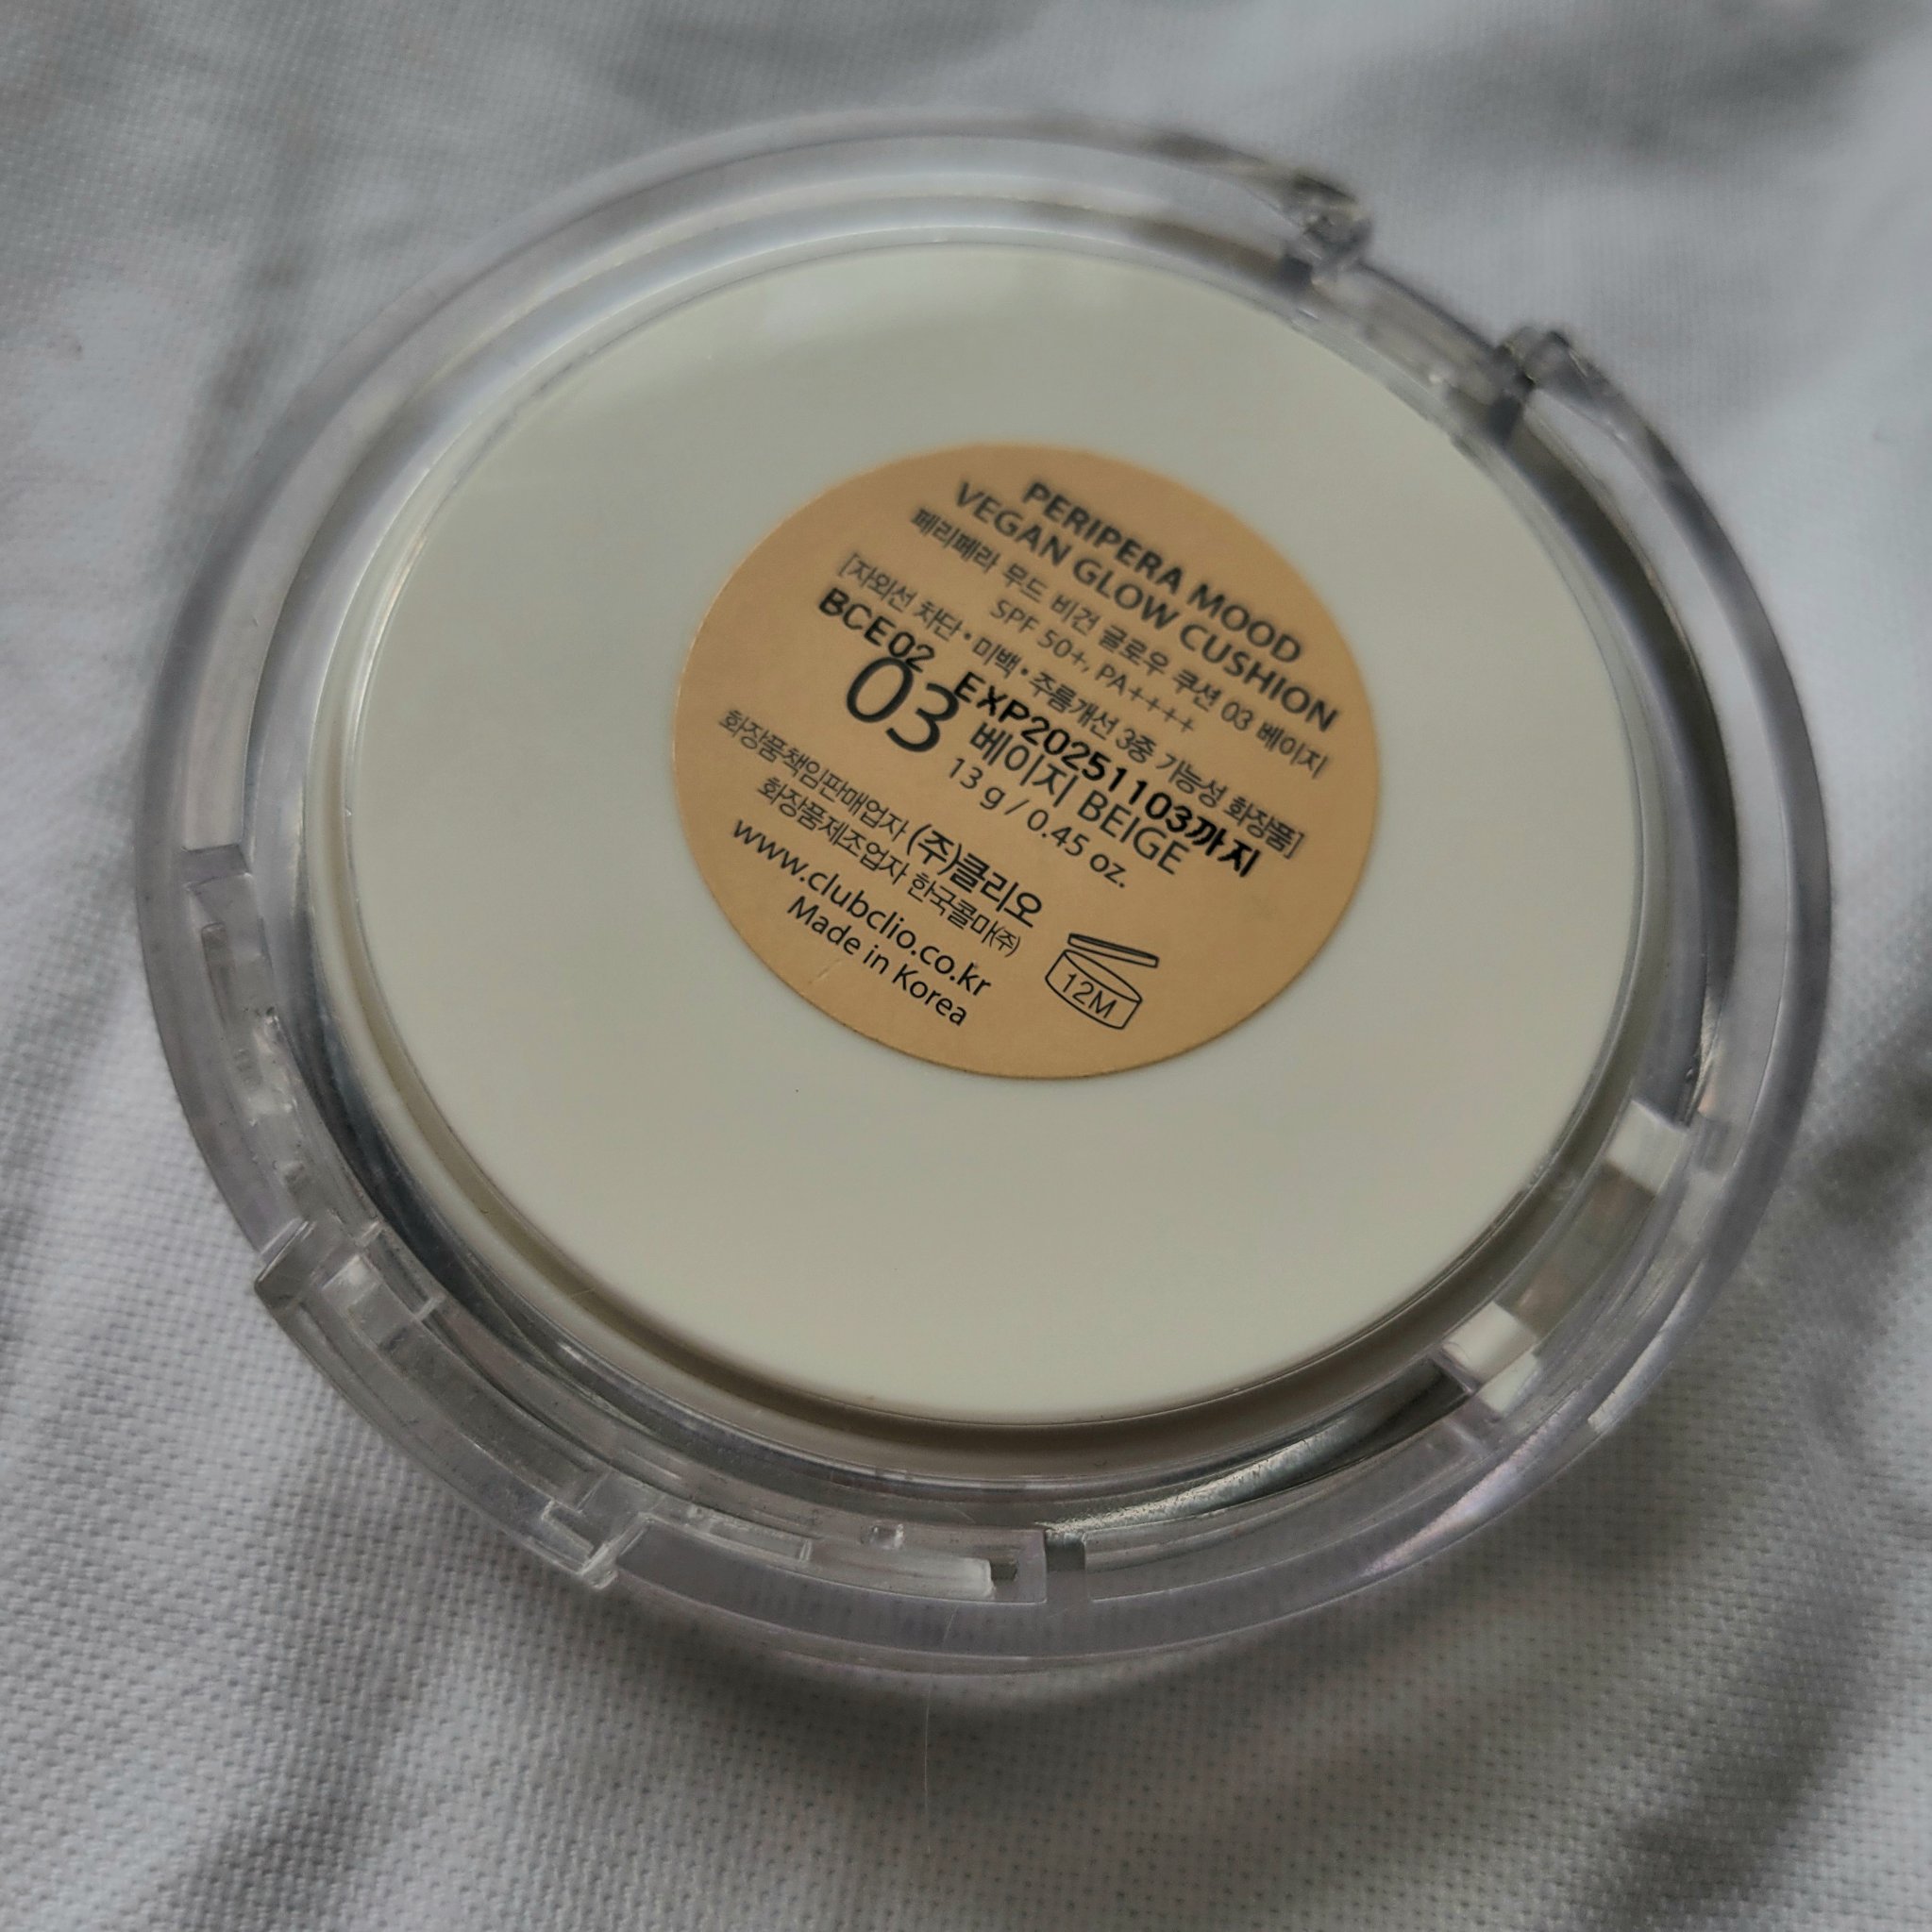 PERIPERA MOOD
VEGAN GLOW CUSHION
페리페라 무드 비건 글로우 쿠션 03 베이지
SPF 50+, PA++++
[자외선 차단·미백·주름개선 3중 기능성 화장품]
BCE02 EXP20251103까지
03 베이지 BEIGE
13 g / 0.45 oz.
화장품책임판매업자 (주)클리오
화장품제조업자 한국콜마(주)
www.clubclio.co.kr
Made in Korea
12M